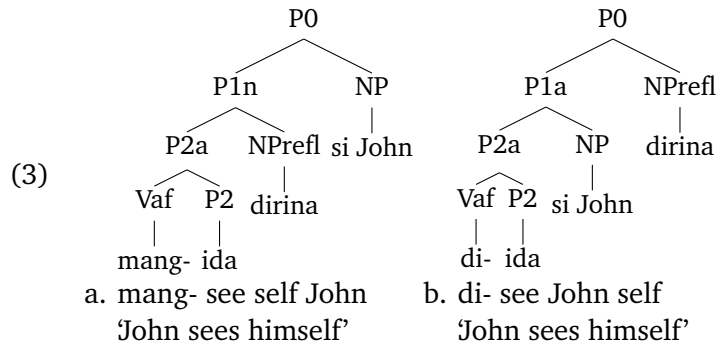 P0 P0
P1n NP P1a NPrefl
P2a NPrefl si John P2a NP dirina
(3)
Vaf P2 dirina Vaf P2 si John
mang- ida di- ida
a. mang- see self John b. di- see John self
‘John sees himself’ ‘John sees himself’